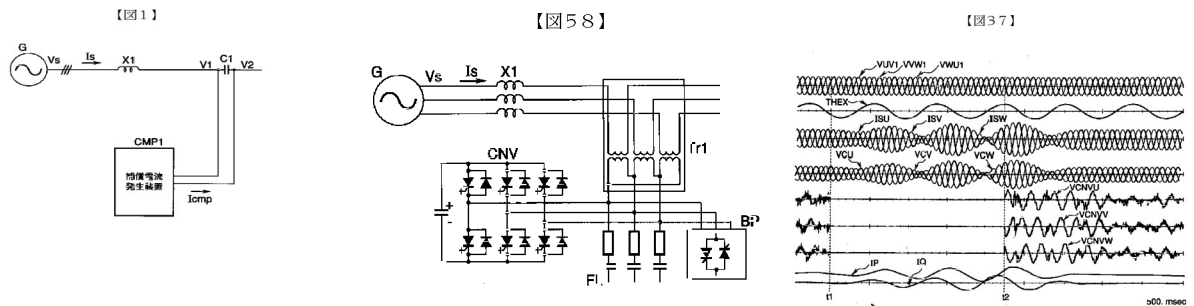 【図1】
G
Vs
Is
X1
V1
C1
V2
CMP1
補償電流
発生装置
Icmp
【図58】
G
Vs
Is
X1
Tr1
CNV
+
-
BP
FL
【図37】
VUV1
VVW1
VWU1
THEX
ISU
ISV
ISW
VCU
VCV
VCW
VCNVU
VCNVV
VCNVW
IP
IQ
t1
t2
500. msec